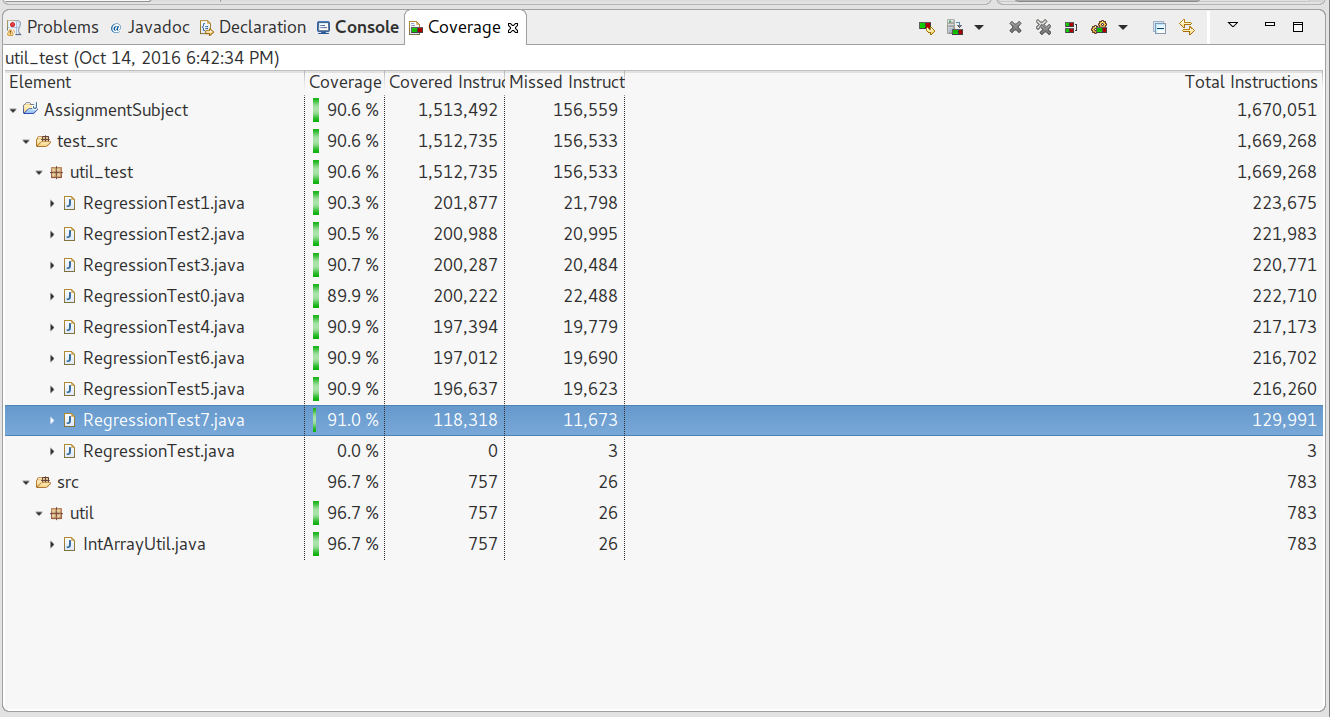 Problems Javadoc Declaration Console Coverage
util_test (Oct 14, 2016 6:42:34 PM)
Element Coverage Covered Instruc Missed Instruct Total Instructions
AssignmentSubject 90.6 % 1,513,492 156,559 1,670,051
test_src 90.6 % 1,512,735 156,533 1,669,268
util_test 90.6 % 1,512,735 156,533 1,669,268
RegressionTest1.java 90.3 % 201,877 21,798 223,675
RegressionTest2.java 90.5 % 200,988 20,995 221,983
RegressionTest3.java 90.7 % 200,287 20,484 220,771
RegressionTest0.java 89.9 % 200,222 22,488 222,710
RegressionTest4.java 90.9 % 197,394 19,779 217,173
RegressionTest6.java 90.9 % 197,012 19,690 216,702
RegressionTest5.java 90.9 % 196,637 19,623 216,260
RegressionTest7.java 91.0 % 118,318 11,673 129,991
RegressionTest.java 0.0 % 0 3 3
src 96.7 % 757 26 783
util 96.7 % 757 26 783
IntArrayUtil.java 96.7 % 757 26 783